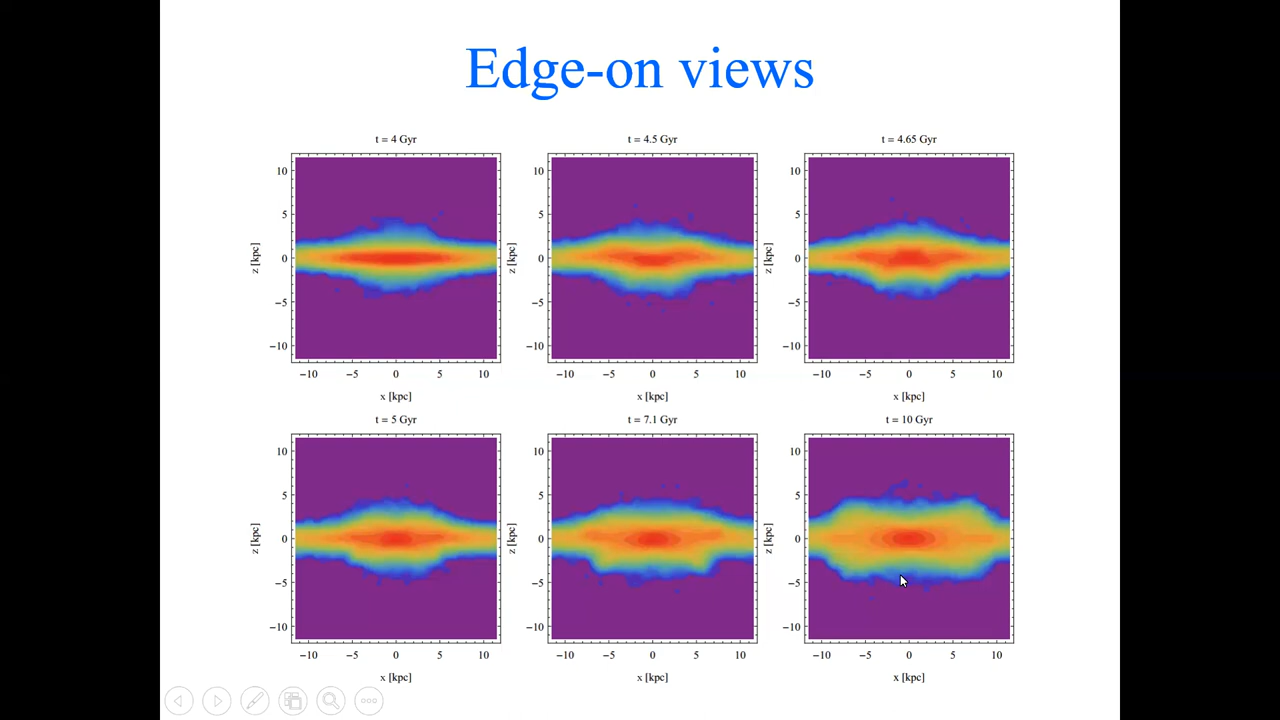 Edge-on views
t = 4 Gyr
t = 4.5 Gyr
t = 4.65 Gyr
10
5
0
−5
−10
z [kpc]
−10 −5 0 5 10
x [kpc]
10
5
0
−5
−10
z [kpc]
−10 −5 0 5 10
x [kpc]
10
5
0
−5
−10
z [kpc]
−10 −5 0 5 10
x [kpc]
t = 5 Gyr
t = 7.1 Gyr
t = 10 Gyr
10
5
0
−5
−10
z [kpc]
−10 −5 0 5 10
x [kpc]
10
5
0
−5
−10
z [kpc]
−10 −5 0 5 10
x [kpc]
10
5
0
−5
−10
z [kpc]
−10 −5 0 5 10
x [kpc]